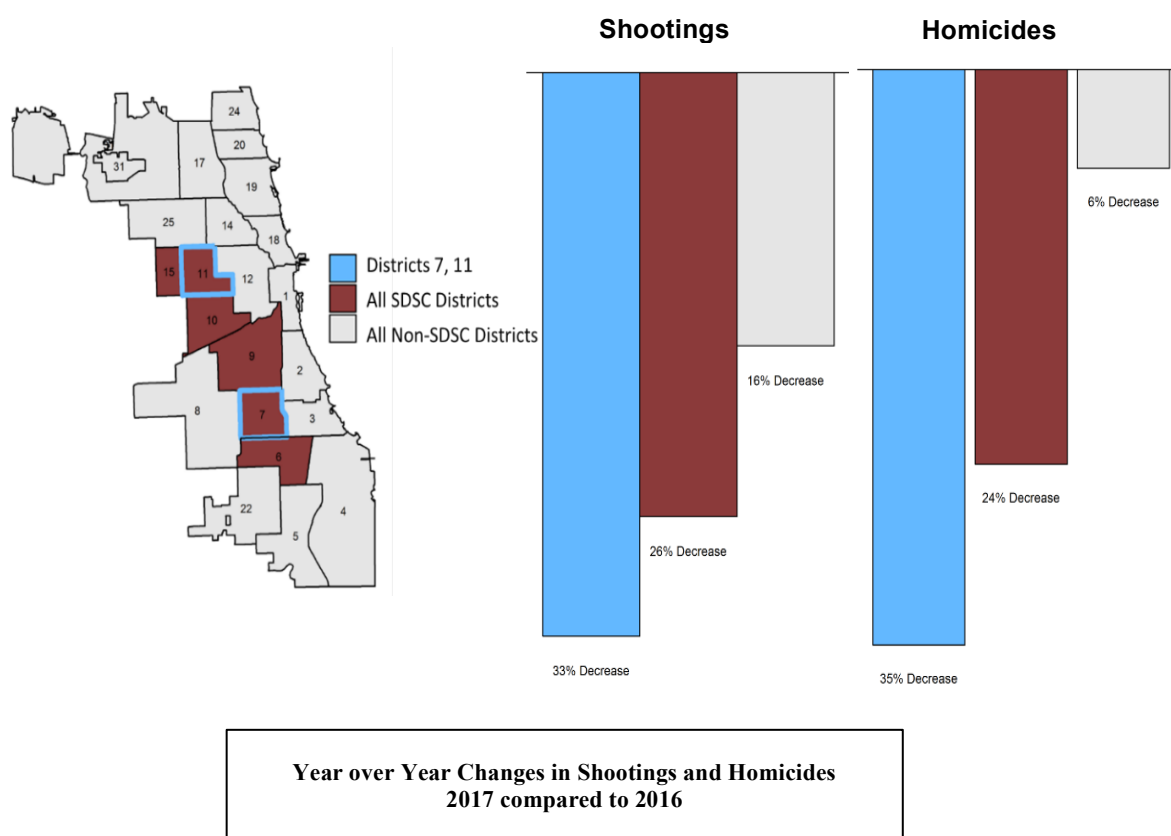 Shootings
Homicides
24
20
31
17
19
25
14
18
15
11
12
1
10
9
2
8
7
3
6
22
4
5
Districts 7, 11
All SDSC Districts
All Non-SDSC Districts
33% Decrease
26% Decrease
16% Decrease
35% Decrease
24% Decrease
6% Decrease
Year over Year Changes in Shootings and Homicides
2017 compared to 2016